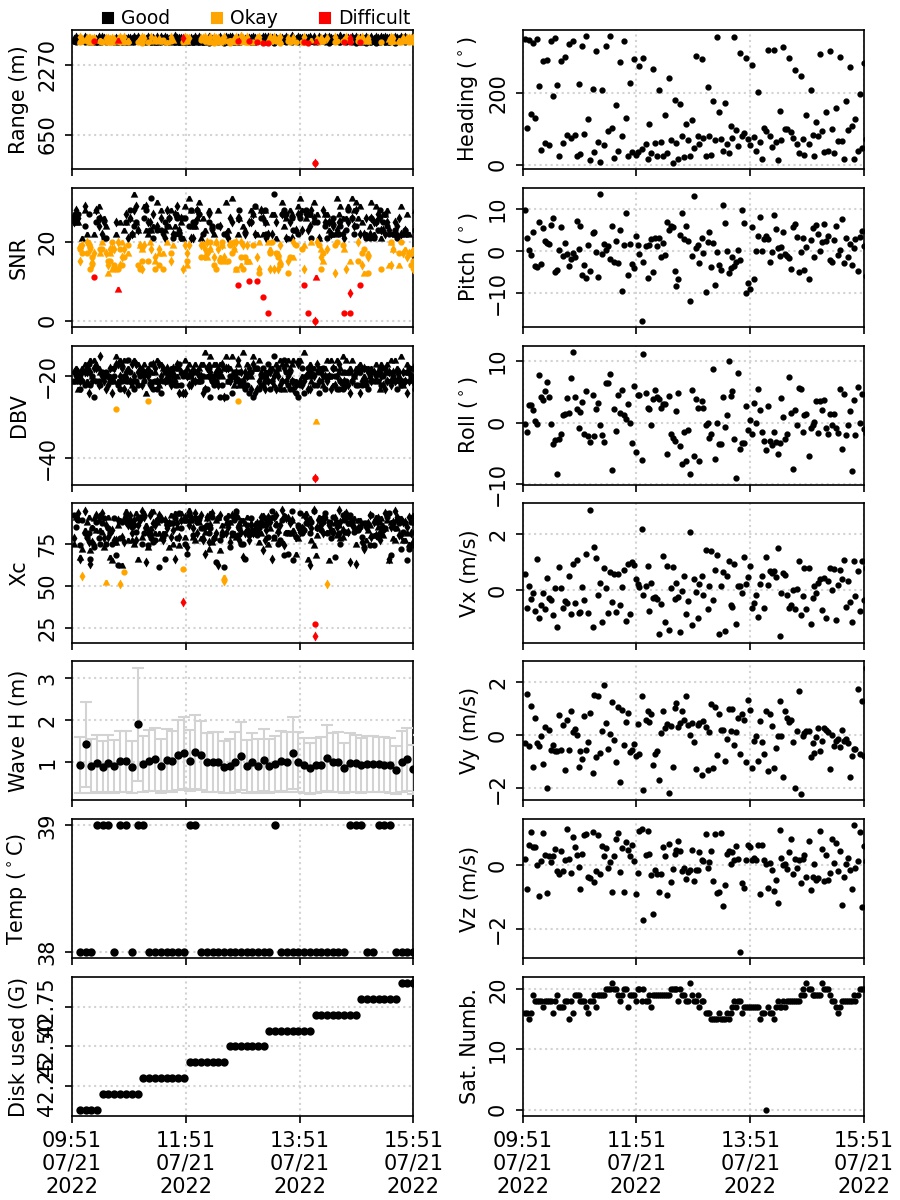 Good Okay Difficult
Range (m)
2270
650
Heading (°)
200
0
SNR
20
0
Pitch (°)
10
0
−10
DBV
−20
−40
Roll (°)
10
0
−10
Xc
75
50
25
Vx (m/s)
2
0
Wave H (m)
3
2
1
Vy (m/s)
2
0
−2
Temp (°C)
39
38
Vz (m/s)
0
−2
Disk used (G)
42.75
42.50
42.25
Sat. Numb.
20
10
0
09:51 11:51 13:51 15:51
07/21 07/21 07/21 07/21
2022 2022 2022 2022
09:51 11:51 13:51 15:51
07/21 07/21 07/21 07/21
2022 2022 2022 2022